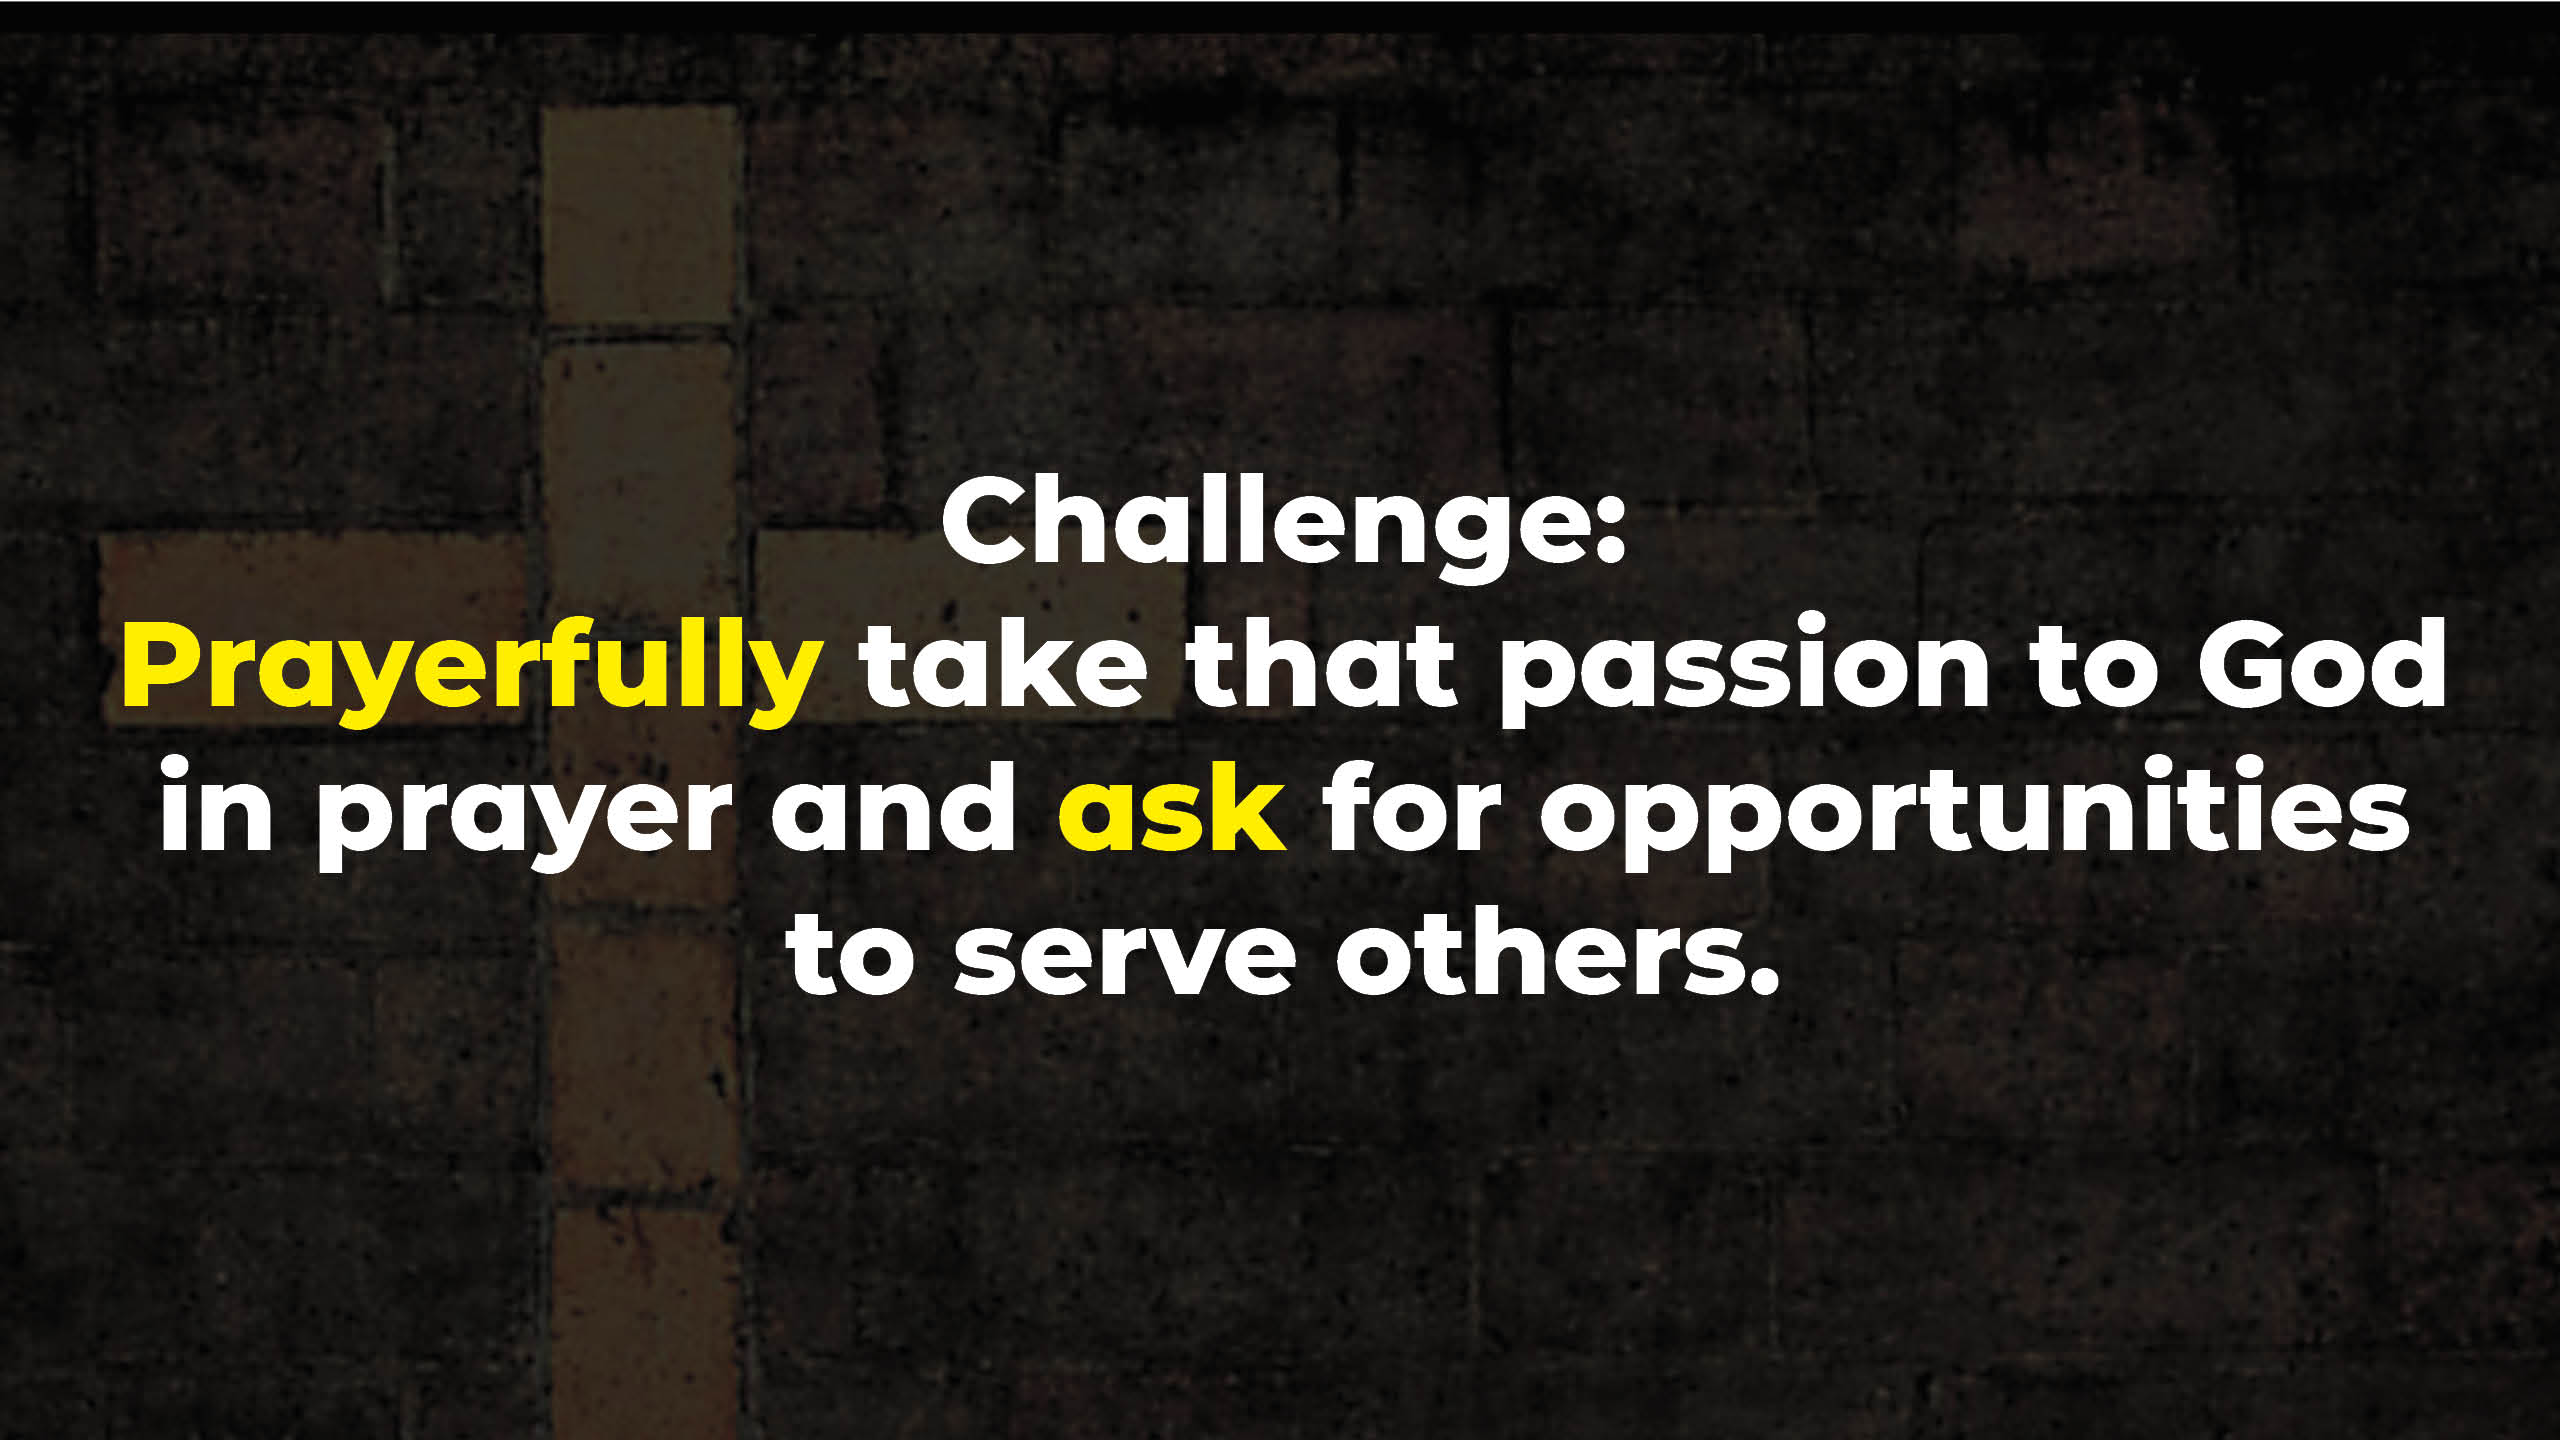 Challenge:
Prayerfully take that passion to God
in prayer and ask for opportunities
to serve others.